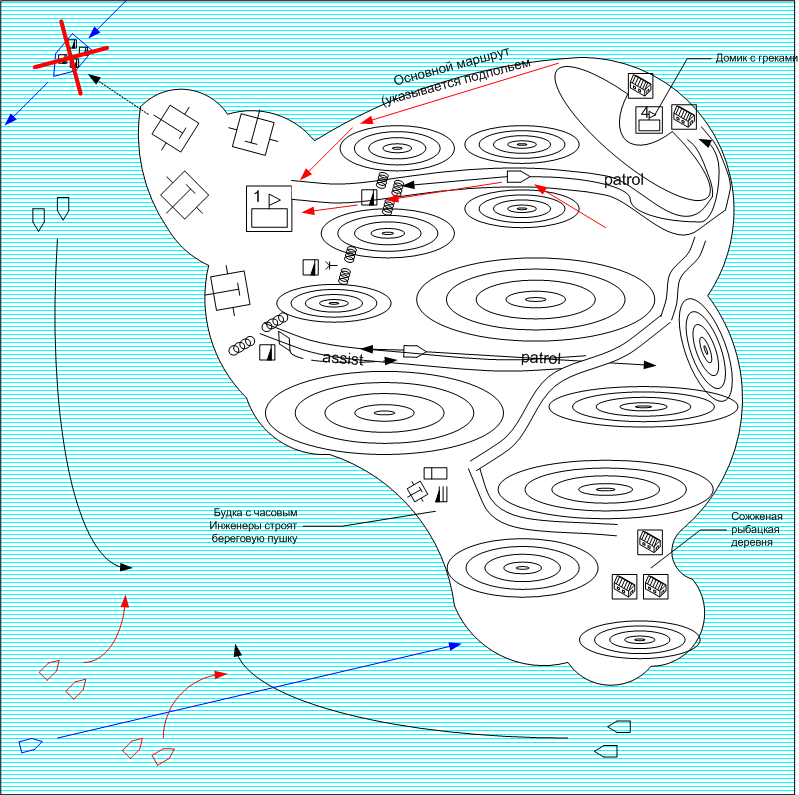 Основной маршрут
(указывается подпольем
Домик с греками
4
patrol
1
assist
patrol
Будка с часовым
Инженеры строят
береговую пушку
Сожженая
рыбацкая
деревня